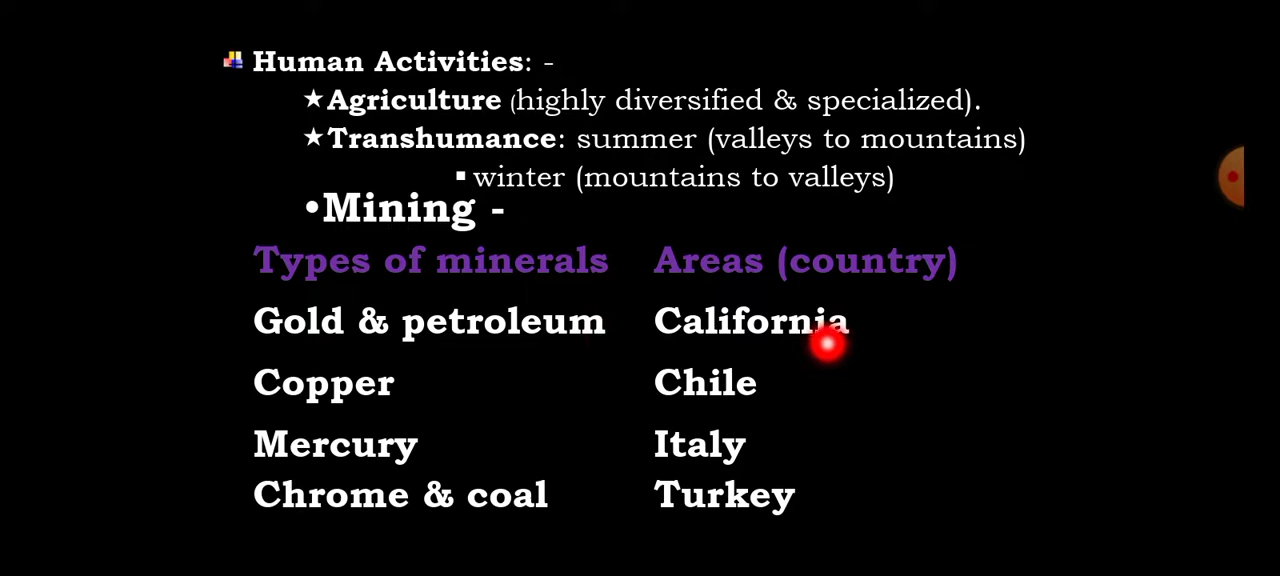 Human Activities: -
★Agriculture (highly diversified & specialized).
★Transhumance: summer (valleys to mountains)
▪winter (mountains to valleys)
•Mining -
Types of minerals Areas (country)
Gold & petroleum California
Copper Chile
Mercury Italy
Chrome & coal Turkey